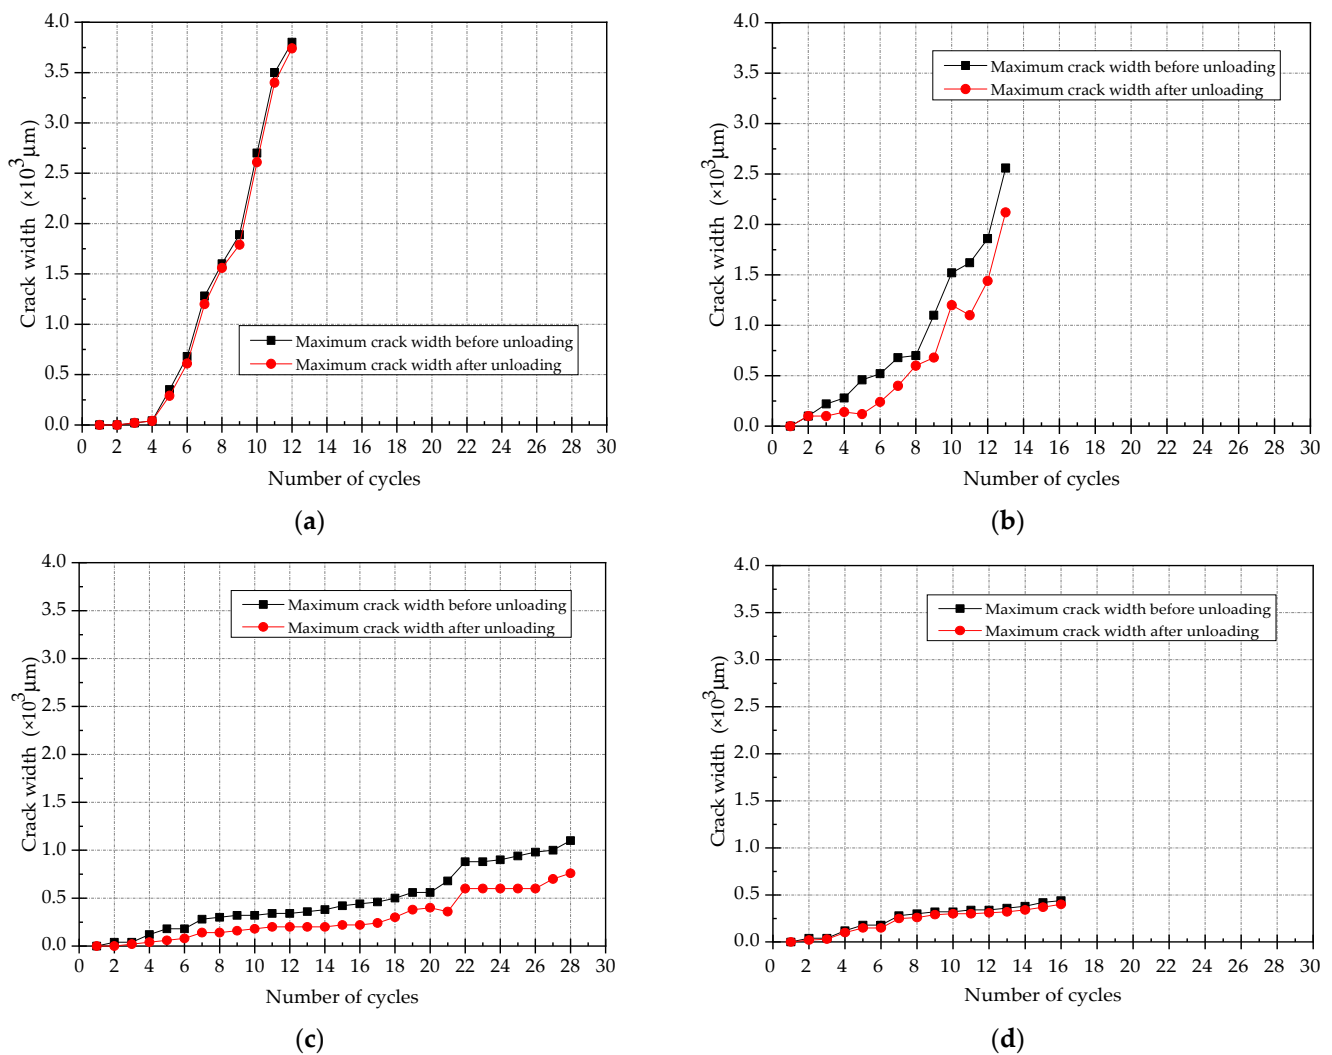 4.0
3.5
3.0
2.5
2.0
1.5
1.0
0.5
0.0
Crack width (×10³μm)
Maximum crack width before unloading
Maximum crack width after unloading
0 2 4 6 8 10 12 14 16 18 20 22 24 26 28 30
Number of cycles
(a)
4.0
3.5
3.0
2.5
2.0
1.5
1.0
0.5
0.0
Crack width (×10³μm)
Maximum crack width before unloading
Maximum crack width after unloading
0 2 4 6 8 10 12 14 16 18 20 22 24 26 28 30
Number of cycles
(b)
4.0
3.5
3.0
2.5
2.0
1.5
1.0
0.5
0.0
Crack width (×10³μm)
Maximum crack width before unloading
Maximum crack width after unloading
0 2 4 6 8 10 12 14 16 18 20 22 24 26 28 30
Number of cycles
(c)
4.0
3.5
3.0
2.5
2.0
1.5
1.0
0.5
0.0
Crack width (×10³μm)
Maximum crack width before unloading
Maximum crack width after unloading
0 2 4 6 8 10 12 14 16 18 20 22 24 26 28 30
Number of cycles
(d)